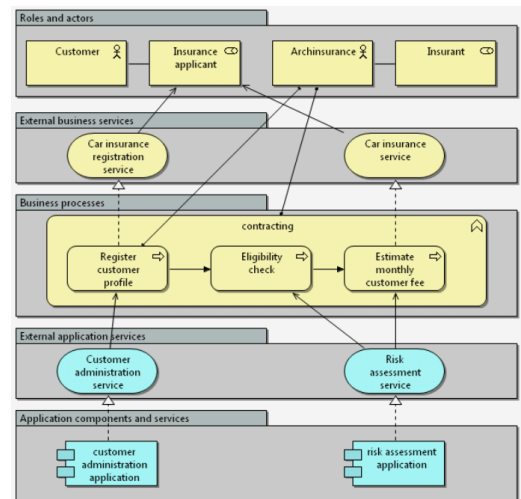 Roles and actors
Customer
Insurance
applicant
Archinsurance
Insurant
External business services
Car insurance
registration
service
Car insurance
service
Business processes
contracting
Register
customer
profile
Eligibility
check
Estimate
monthly
customer fee
External application services
Customer
administration
service
Risk
assessment
service
Application components and services
customer
administration
application
risk assessment
application